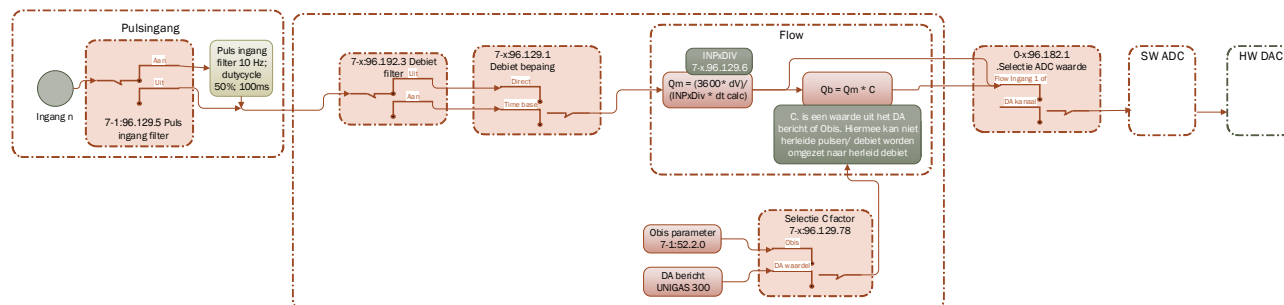 Pulsingang
Ingang n
Aan
Uit
7-1:96.129.5 Puls
ingang filter
Puls ingang
filter 10 Hz;
dutycycle
50%; 100ms
7-x:96.192.3 Debiet
filter
Uit
Aan
7-x:96.129.1
Debiet bepaing
Direct
Time base
Flow
INPxDIV
7-x.96.129.6
Qm = (3600* dV)/
(INPxDiv * dt calc)
Qb = Qm * C
C. is een waarde uit het DA
bericht of Obis. Hiermee kan niet
herleide pulsen/ debiet worden
omgezet naar herleid debiet
Obis parameter
7-1:52.2.0
DA bericht
UNIGAS 300
Selectie C factor
7-x:96.129.78
Obis
DA waardel
0-x:96.182.1
.Selectie ADC waarde
Flow Ingang 1 of
DA kanaal
SW ADC
HW DAC